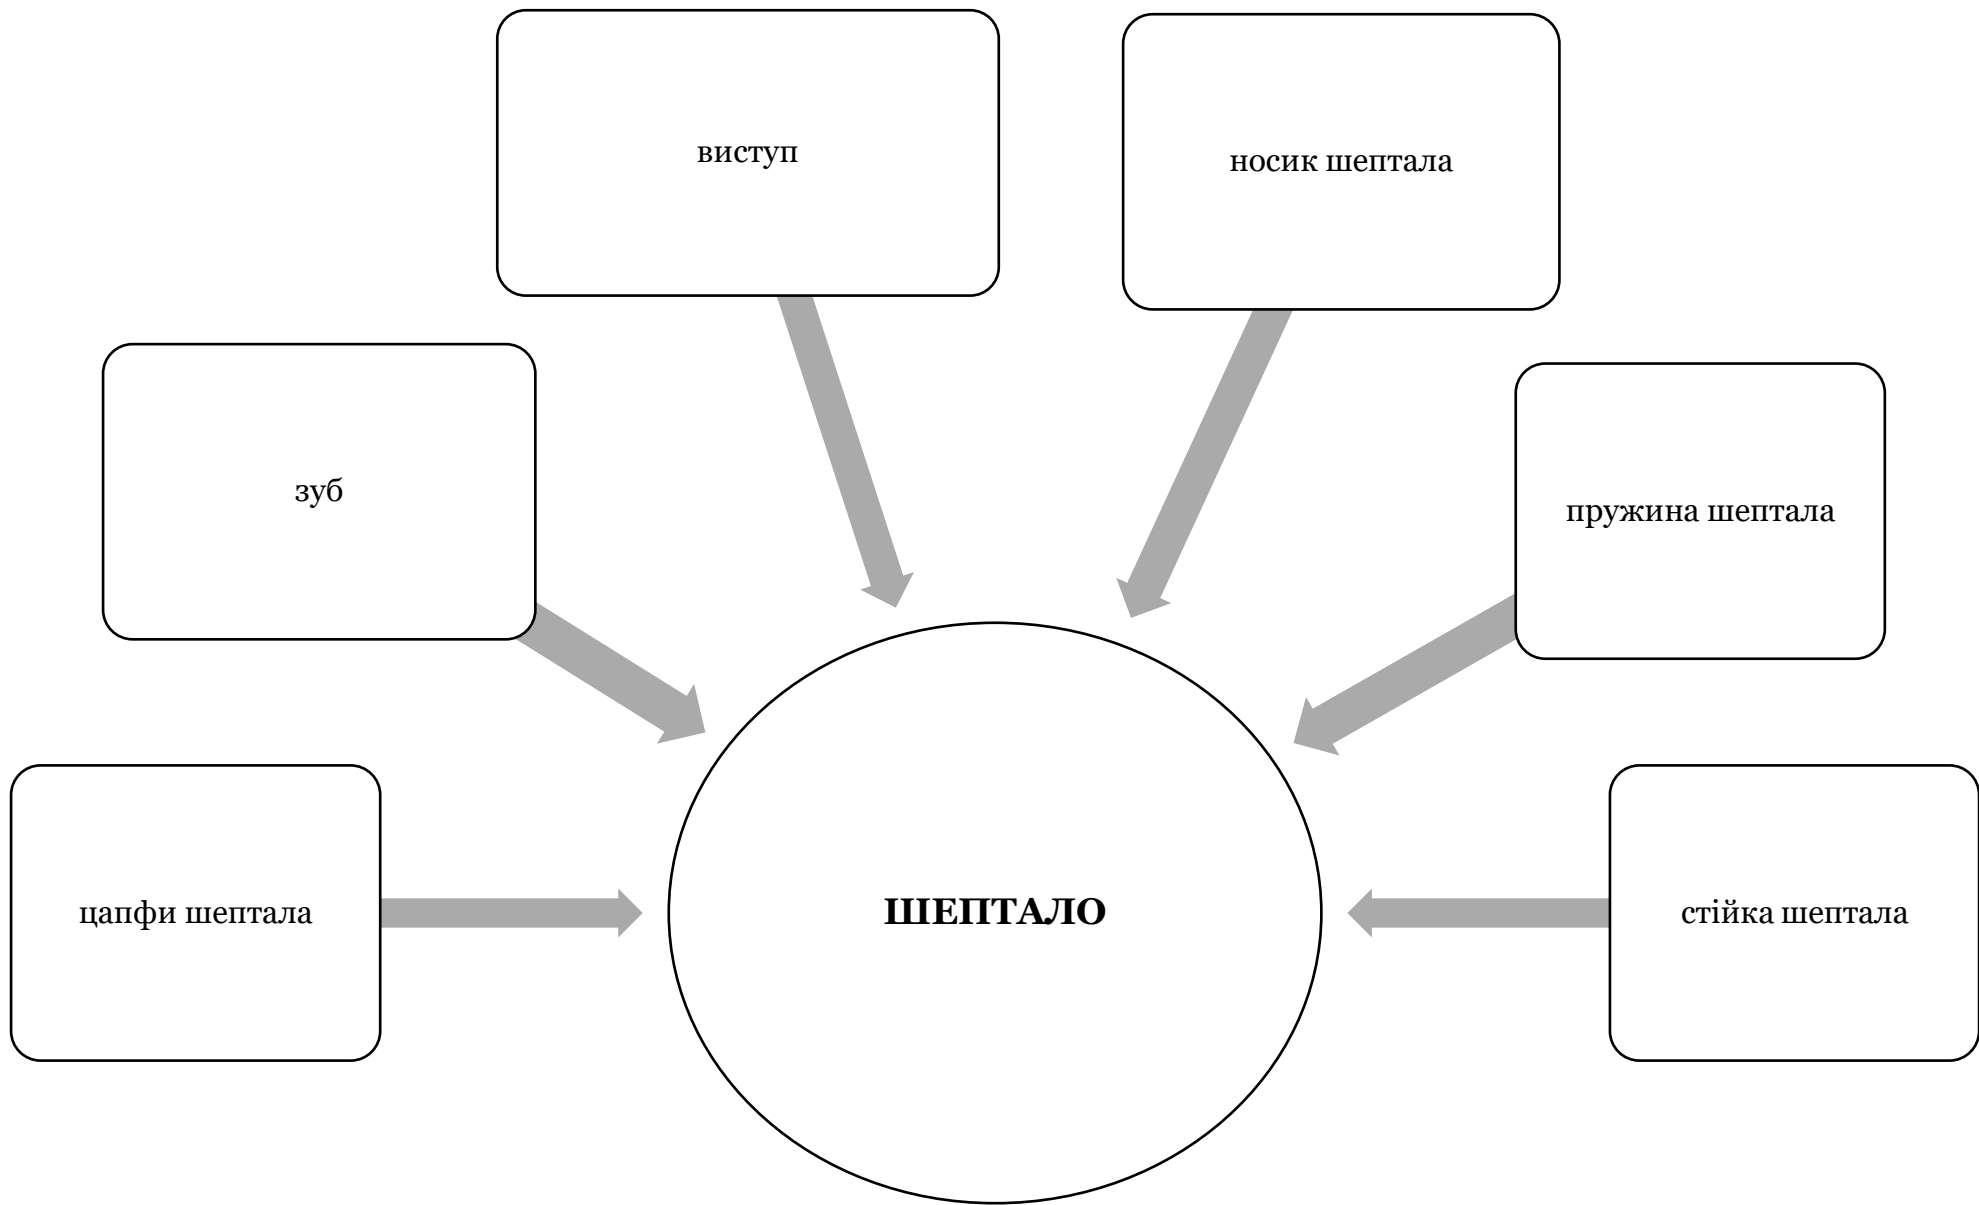 виступ
носик шептала
зуб
пружина шептала
цапфи шептала
ШЕПТАЛО
стійка шептала